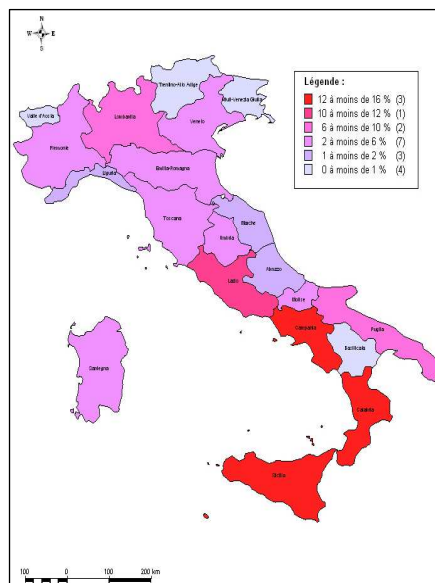 N
W E
S
Légende :
12 à moins de 16 % (3)
10 à moins de 12 % (1)
6 à moins de 10 % (2)
2 à moins de 6 % (7)
1 à moins de 2 % (3)
0 à moins de 1 % (4)
Trentino-Alto Adige
Friuli-Venezia Giulia
Valle d'Aosta
Lombardia
Veneto
Piemonte
Emilia-Romagna
Liguria
Toscana
Marche
Umbria
Lazio
Abruzzo
Molise
Campania
Puglia
Basilicata
Sardegna
Calabria
Sicilia
100 0 100 200 km